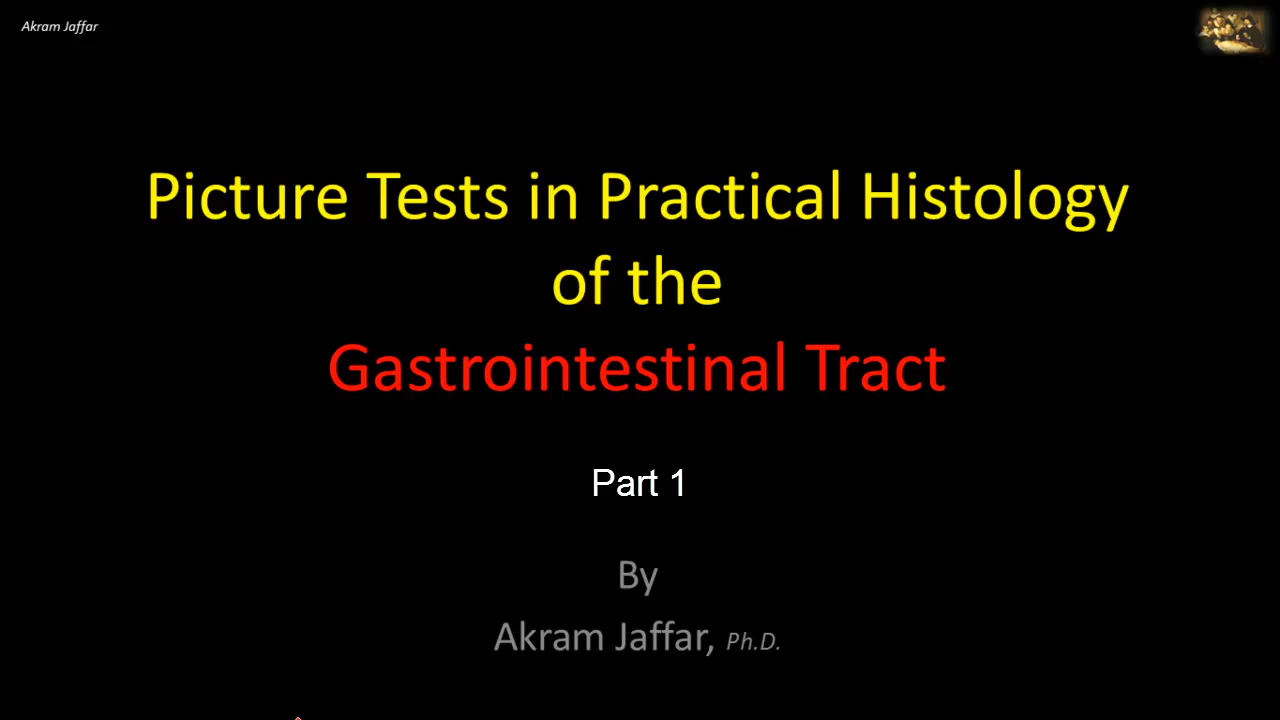 Akram Jaffar
Picture Tests in Practical Histology
of the
Gastrointestinal Tract
Part 1
By
Akram Jaffar, Ph.D.